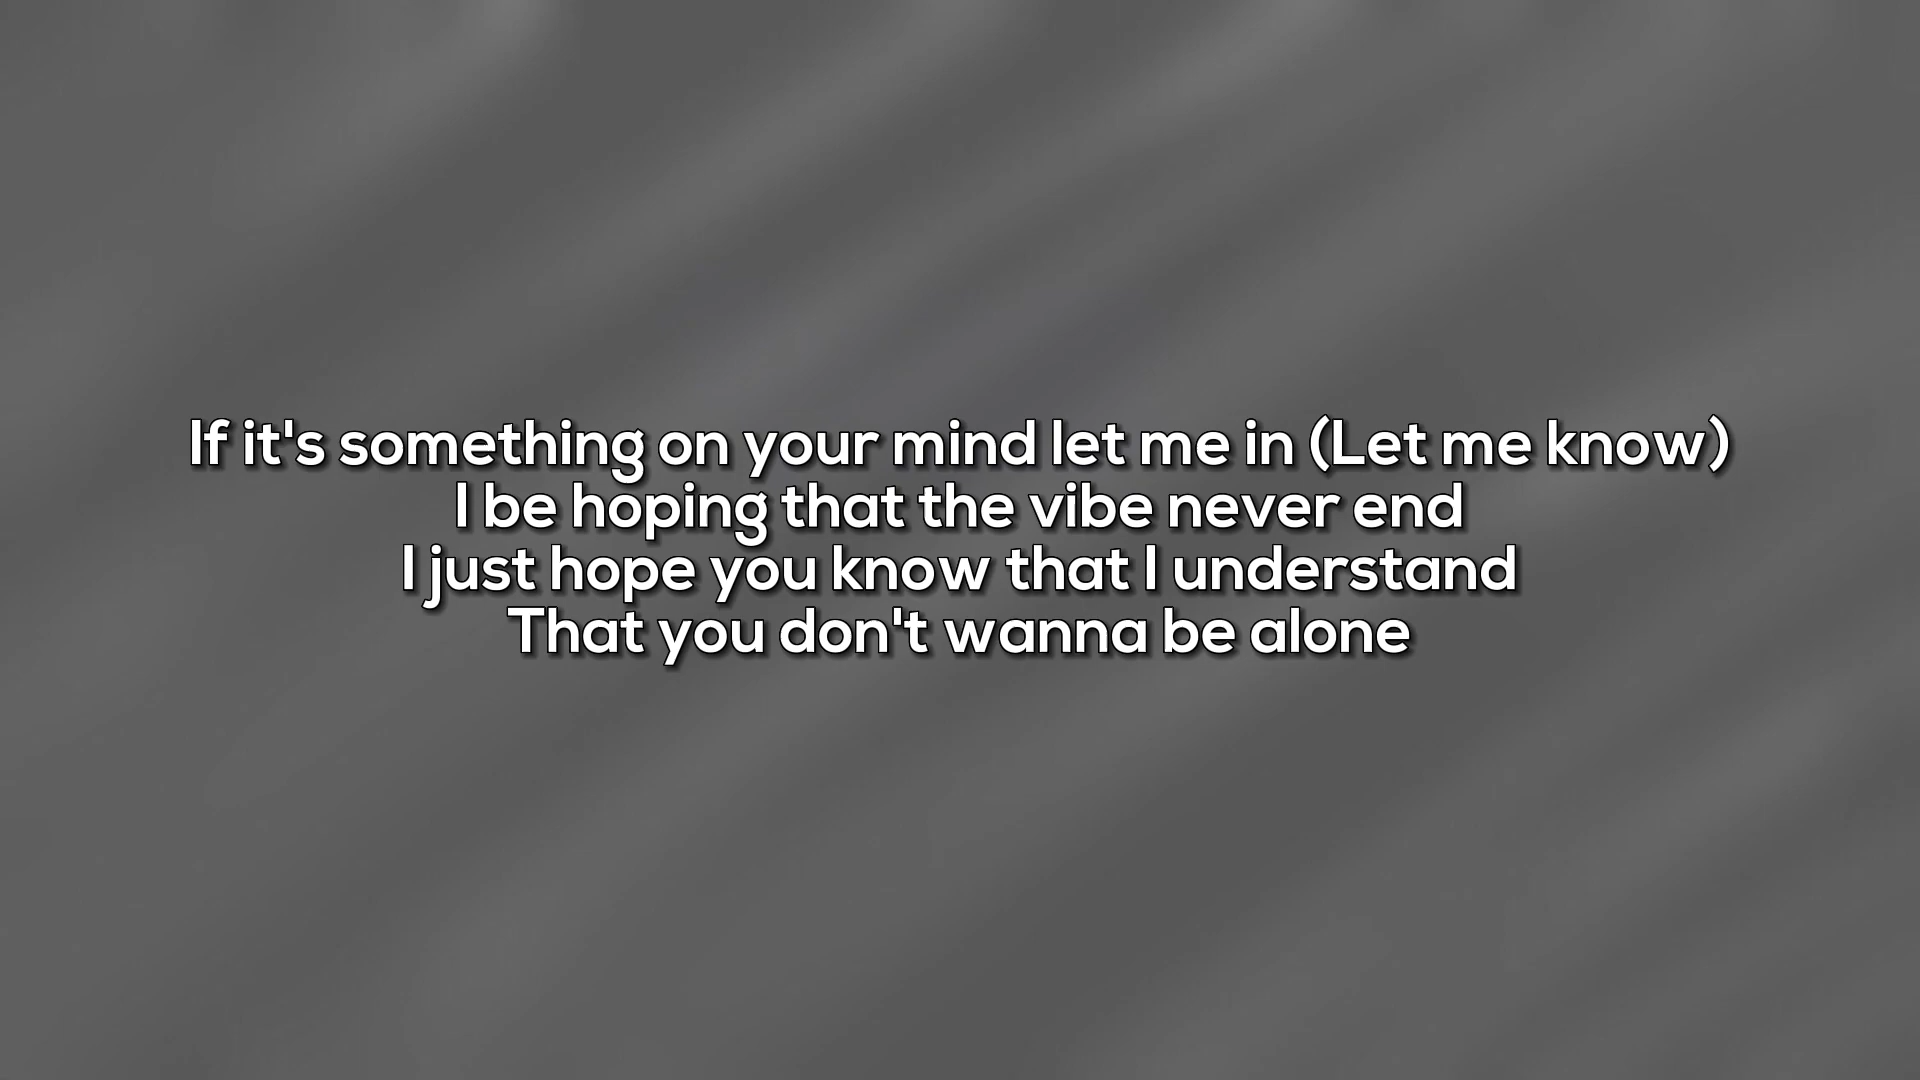 If it's something on your mind let me in (Let me know)
I be hoping that the vibe never end
I just hope you know that I understand
That you don't wanna be alone